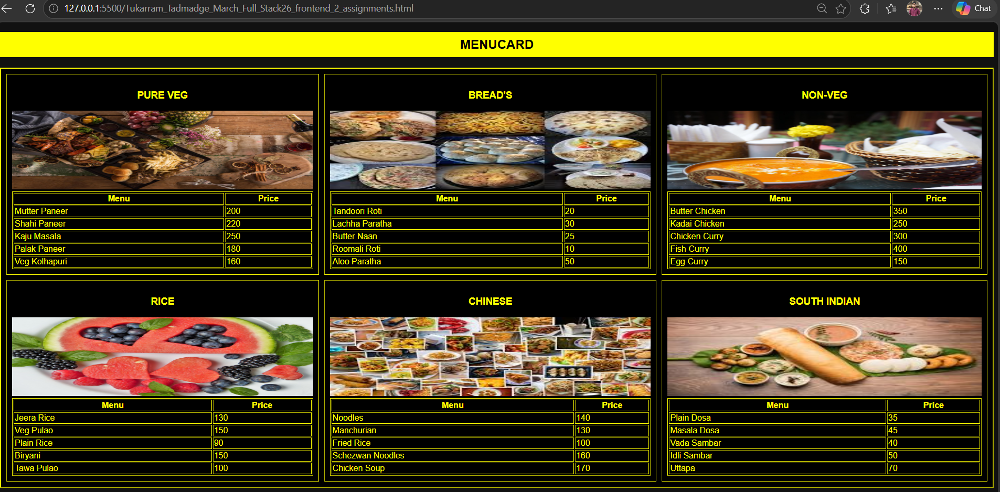 127.0.0.1:5500/Tukarram_Tadmadge_March_Full_Stack26_frontend_2_assignments.html
Chat
MENUCARD
PURE VEG
Menu Price
Mutter Paneer 200
Shahi Paneer 220
Kaju Masala 250
Palak Paneer 180
Veg Kolhapuri 160
BREAD'S
Menu Price
Tandoori Roti 20
Lachha Paratha 30
Butter Naan 25
Roomali Roti 10
Aloo Paratha 50
NON-VEG
Menu Price
Butter Chicken 350
Kadai Chicken 250
Chicken Curry 300
Fish Curry 400
Egg Curry 150
RICE
Menu Price
Jeera Rice 130
Veg Pulao 150
Plain Rice 90
Biryani 150
Tawa Pulao 100
CHINESE
Menu Price
Noodles 140
Manchurian 130
Fried Rice 100
Schezwan Noodles 160
Chicken Soup 170
SOUTH INDIAN
Menu Price
Plain Dosa 35
Masala Dosa 45
Vada Sambar 40
Idli Sambar 50
Uttapa 70